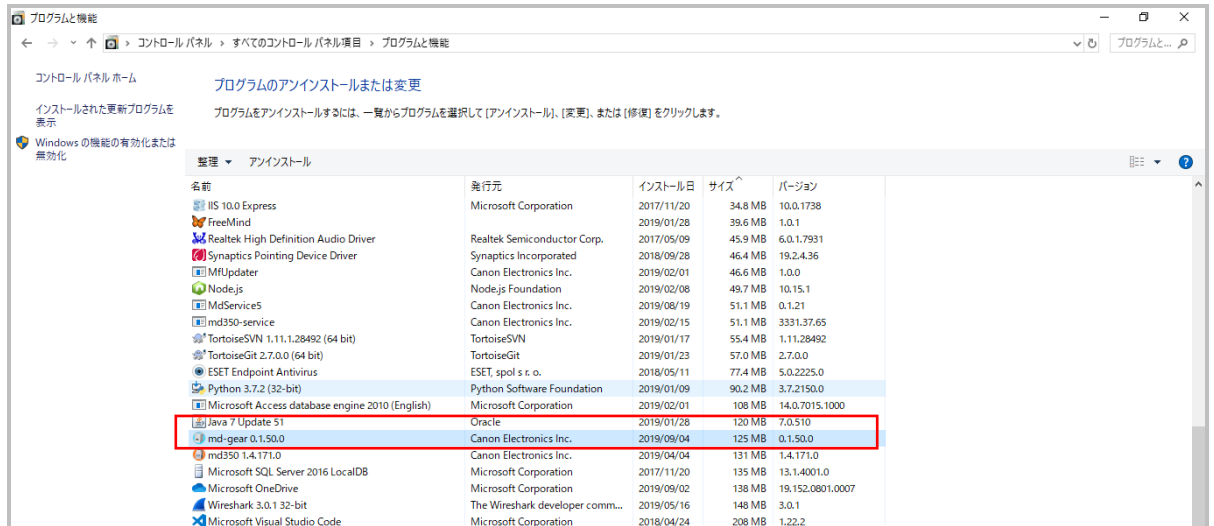 プログラムと機能
コントロール パネル › すべてのコントロール パネル項目 › プログラムと機能
プログラムと...
コントロール パネル ホーム
インストールされた更新プログラムを
表示
Windows の機能の有効化または
無効化
プログラムのアンインストールまたは変更
プログラムをアンインストールするには、一覧からプログラムを選択して [アンインストール]、[変更]、または [修復] をクリックします。
整理 アンインストール
名前 発行元 インストール日 サイズ バージョン
IIS 10.0 Express Microsoft Corporation 2017/11/20 34.8 MB 10.0.1738
FreeMind 2019/01/28 39.6 MB 1.0.1
Realtek High Definition Audio Driver Realtek Semiconductor Corp. 2017/05/09 45.9 MB 6.0.1.7931
Synaptics Pointing Device Driver Synaptics Incorporated 2018/09/28 46.4 MB 19.2.4.36
MfUpdater Canon Electronics Inc. 2019/02/01 46.6 MB 1.0.0
Node.js Node.js Foundation 2019/02/08 49.7 MB 10.15.1
MdService5 Canon Electronics Inc. 2019/08/19 51.1 MB 0.1.21
md350-service Canon Electronics Inc. 2019/02/15 51.1 MB 3331.37.65
TortoiseSVN 1.11.1.28492 (64 bit) TortoiseSVN 2019/01/17 55.4 MB 1.11.28492
TortoiseGit 2.7.0.0 (64 bit) TortoiseGit 2019/01/23 57.0 MB 2.7.0.0
ESET Endpoint Antivirus ESET, spol s r. o. 2018/05/11 77.4 MB 5.0.2225.0
Python 3.7.2 (32-bit) Python Software Foundation 2019/01/09 90.2 MB 3.7.2150.0
Microsoft Access database engine 2010 (English) Microsoft Corporation 2019/02/01 108 MB 14.0.7015.1000
Java 7 Update 51 Oracle 2019/01/28 120 MB 7.0.510
md-gear 0.1.50.0 Canon Electronics Inc. 2019/09/04 125 MB 0.1.50.0
md350 1.4.171.0 Canon Electronics Inc. 2019/04/04 131 MB 1.4.171.0
Microsoft SQL Server 2016 LocalDB Microsoft Corporation 2017/11/20 135 MB 13.1.4001.0
Microsoft OneDrive Microsoft Corporation 2019/09/02 138 MB 19.152.0801.0007
Wireshark 3.0.1 32-bit The Wireshark developer comm... 2019/05/16 148 MB 3.0.1
Microsoft Visual Studio Code Microsoft Corporation 2018/04/24 208 MB 1.22.2